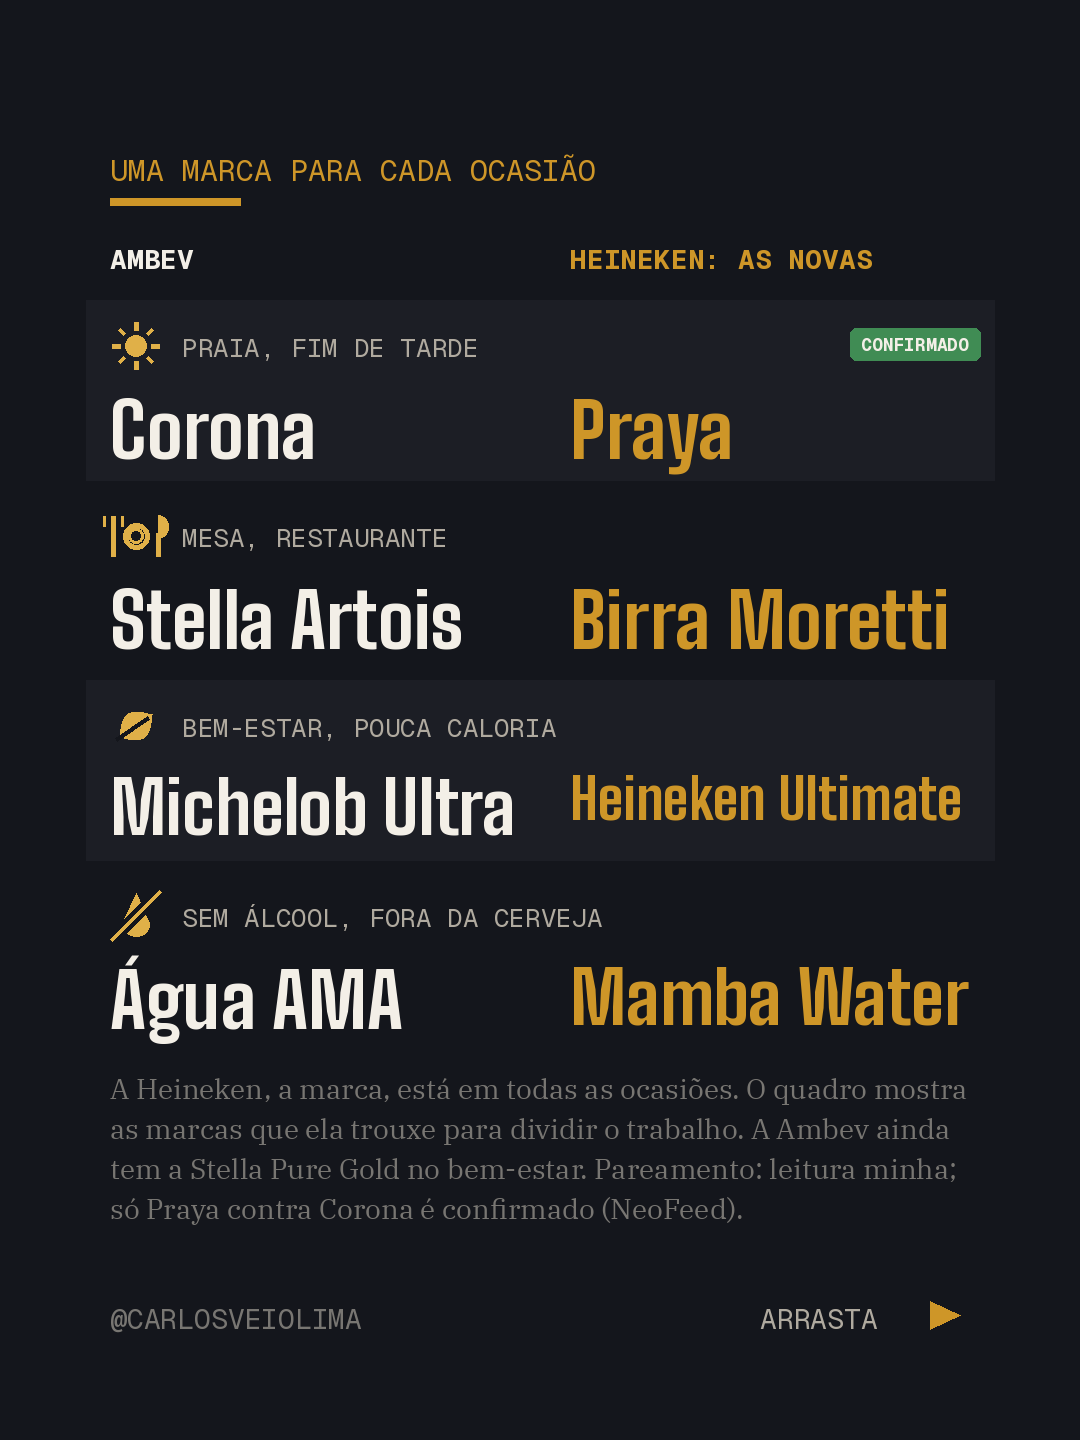 UMA MARCA PARA CADA OCASIÃO
AMBEV
HEINEKEN: AS NOVAS
PRAIA, FIM DE TARDE
CONFIRMADO
Corona
Praya
MESA, RESTAURANTE
Stella Artois
Birra Moretti
BEM-ESTAR, POUCA CALORIA
Michelob Ultra
Heineken Ultimate
SEM ÁLCOOL, FORA DA CERVEJA
Água AMA
Mamba Water
A Heineken, a marca, está em todas as ocasiões. O quadro mostra
as marcas que ela trouxe para dividir o trabalho. A Ambev ainda
tem a Stella Pure Gold no bem-estar. Pareamento: leitura minha;
só Praya contra Corona é confirmado (NeoFeed).
@CARLOSVEIOLIMA
ARRASTA